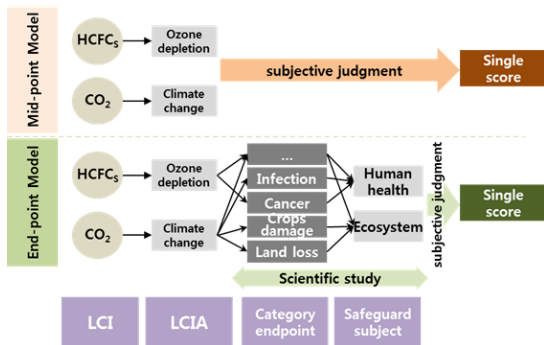 Mid-point Model
HCFCs
Ozone
depletion
CO2
Climate
change
subjective judgment
Single
score
End-point Model
HCFCs
Ozone
depletion
CO2
Climate
change
...
Infection
Cancer
Crops
damage
Land loss
Human
health
Ecosystem
subjective judgment
Single
score
Scientific study
LCI
LCIA
Category
endpoint
Safeguard
subject